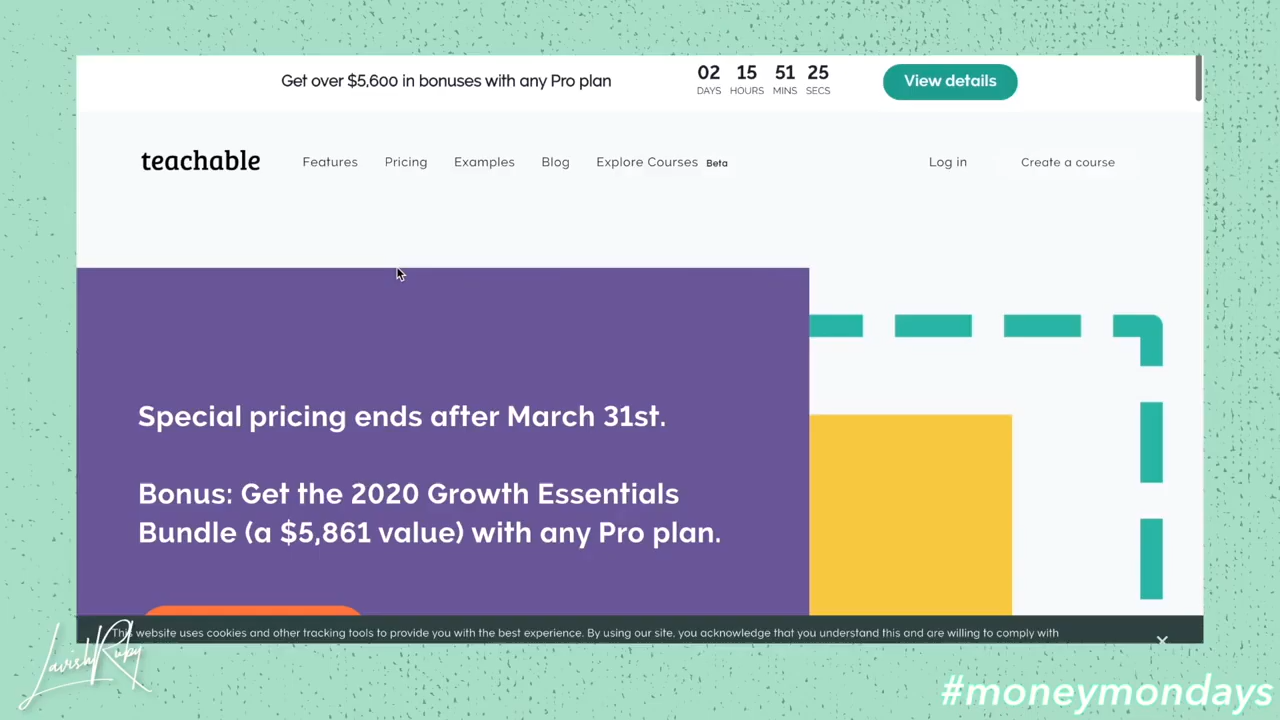 Get over $5,600 in bonuses with any Pro plan
02 15 51 25
DAYS HOURS MINS SECS
View details
teachable
Features Pricing Examples Blog Explore Courses Beta
Log in Create a course
Special pricing ends after March 31st.
Bonus: Get the 2020 Growth Essentials
Bundle (a $5,861 value) with any Pro plan.
This website uses cookies and other tracking tools to provide you with the best experience. By using our site, you acknowledge that you understand this and are willing to comply with
LavishRuby
#moneymondays